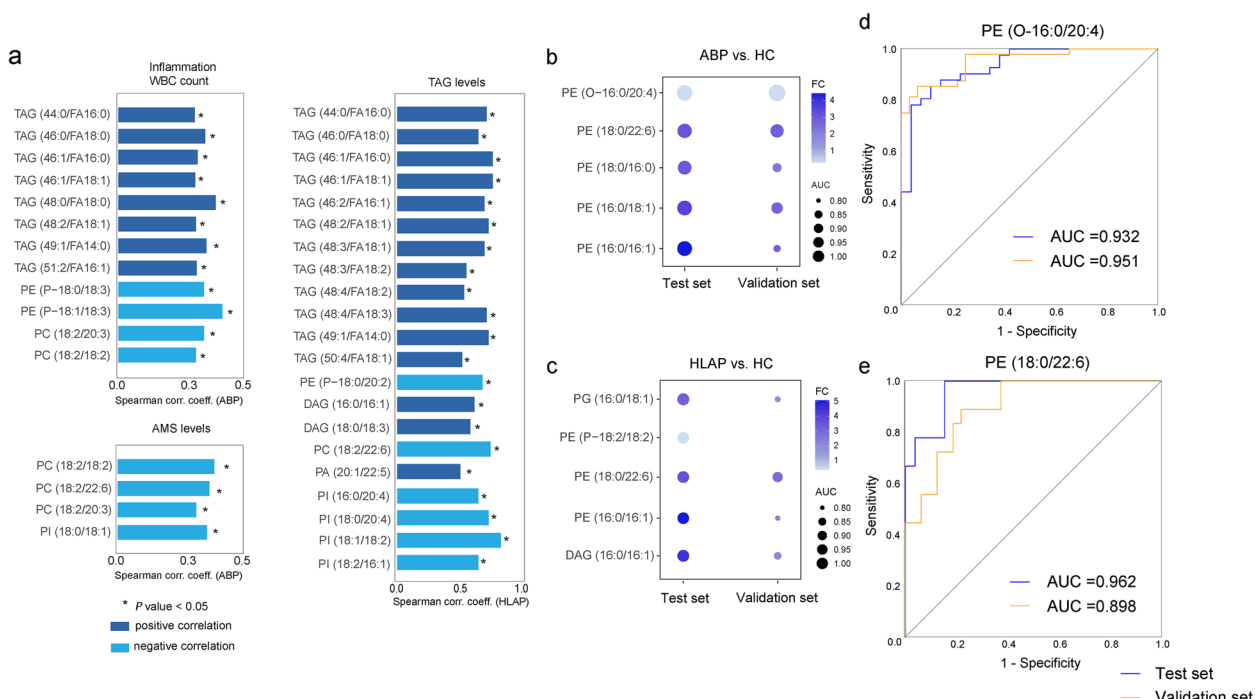 a
Inflammation
WBC count
TAG (44:0/FA16:0)
*
TAG (46:0/FA18:0)
*
TAG (46:1/FA16:0)
*
TAG (46:1/FA18:1)
*
TAG (48:0/FA18:0)
*
TAG (48:2/FA18:1)
*
TAG (49:1/FA14:0)
*
TAG (51:2/FA16:1)
*
PE (P−18:0/18:3)
*
PE (P−18:1/18:3)
*
PC (18:2/20:3)
*
PC (18:2/18:2)
*
0.0 0.3 0.5
Spearman corr. coeff. (ABP)
AMS levels
PC (18:2/18:2)
*
PC (18:2/22:6)
*
PC (18:2/20:3)
*
PI (18:0/18:1)
*
0.0 0.3 0.5
Spearman corr. coeff. (ABP)
* P value < 0.05
positive correlation
negative correlation
TAG levels
TAG (44:0/FA16:0)
*
TAG (46:0/FA18:0)
*
TAG (46:1/FA16:0)
*
TAG (46:1/FA18:1)
*
TAG (46:2/FA16:1)
*
TAG (48:2/FA18:1)
*
TAG (48:3/FA18:1)
*
TAG (48:3/FA18:2)
*
TAG (48:4/FA18:2)
*
TAG (48:4/FA18:3)
*
TAG (49:1/FA14:0)
*
TAG (50:4/FA18:1)
*
PE (P−18:0/20:2)
*
DAG (16:0/16:1)
*
DAG (18:0/18:3)
*
PC (18:2/22:6)
*
PA (20:1/22:5)
*
PI (16:0/20:4)
*
PI (18:0/20:4)
*
PI (18:1/18:2)
*
PI (18:2/16:1)
*
0.0 0.5 1.0
Spearman corr. coeff. (HLAP)
b
ABP vs. HC
PE (O−16:0/20:4)
PE (18:0/22:6)
PE (18:0/16:0)
PE (16:0/18:1)
PE (16:0/16:1)
Test set Validation set
FC
4
3
2
1
AUC
0.80
0.85
0.90
0.95
1.00
c
HLAP vs. HC
PG (16:0/18:1)
PE (P−18:2/18:2)
PE (18:0/22:6)
PE (16:0/16:1)
DAG (16:0/16:1)
Test set Validation set
FC
5
4
3
2
1
AUC
0.80
0.85
0.90
0.95
1.00
d
PE (O-16:0/20:4)
1.0
0.8
0.6
0.4
0.2
0.0
Sensitivity
AUC =0.932
AUC =0.951
0.2 0.4 0.6 0.8 1.0
1 - Specificity
e
PE (18:0/22:6)
1.0
0.8
0.6
0.4
0.2
0.0
Sensitivity
AUC =0.962
AUC =0.898
0.2 0.4 0.6 0.8 1.0
1 - Specificity
Test set
Validation set